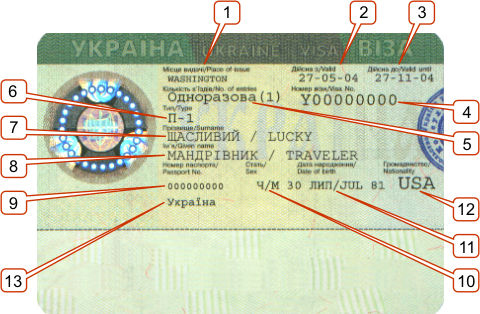 1 2 3
УКРАЇНА UKRAINE VISA ВІЗА
Місце видачі/Place of issue Дійсна з/Valid Дійсна до/Valid until
WASHINGTON 27-05-04 27-11-04
Кількість в'їздів/No. of entries Номер візи/Visa No.
Одноразова(1) Y00000000 4
6 Тип/Type
П-1 5
7 Прізвище/Surname
ЩАСЛИВИЙ / LUCKY
Ім'я/Given name
8 МАНДРІВНИК / TRAVELER
Номер паспорта/ Стать/ Дата народження/ Громадянство/
Passport No. Sex Date of birth Nationality
9 000000000 Ч/М 30 ЛИП/JUL 81 USA
Україна 12
11
13 10